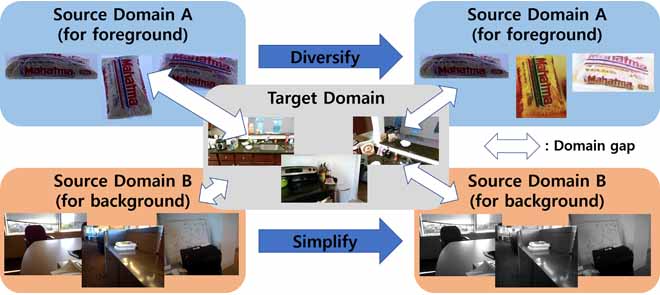 Source Domain A
(for foreground)
Mahatma
Mahatma
Mahatma
Diversify
Source Domain A
(for foreground)
Mahatma
Mahatma
Mahatma
Target Domain
: Domain gap
Source Domain B
(for background)
Simplify
Source Domain B
(for background)